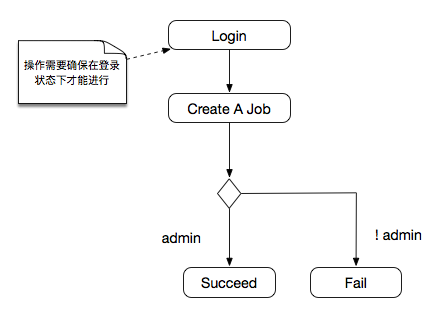 Login
操作需要确保在登录
状态下才能进行
Create A Job
admin
! admin
Succeed
Fail